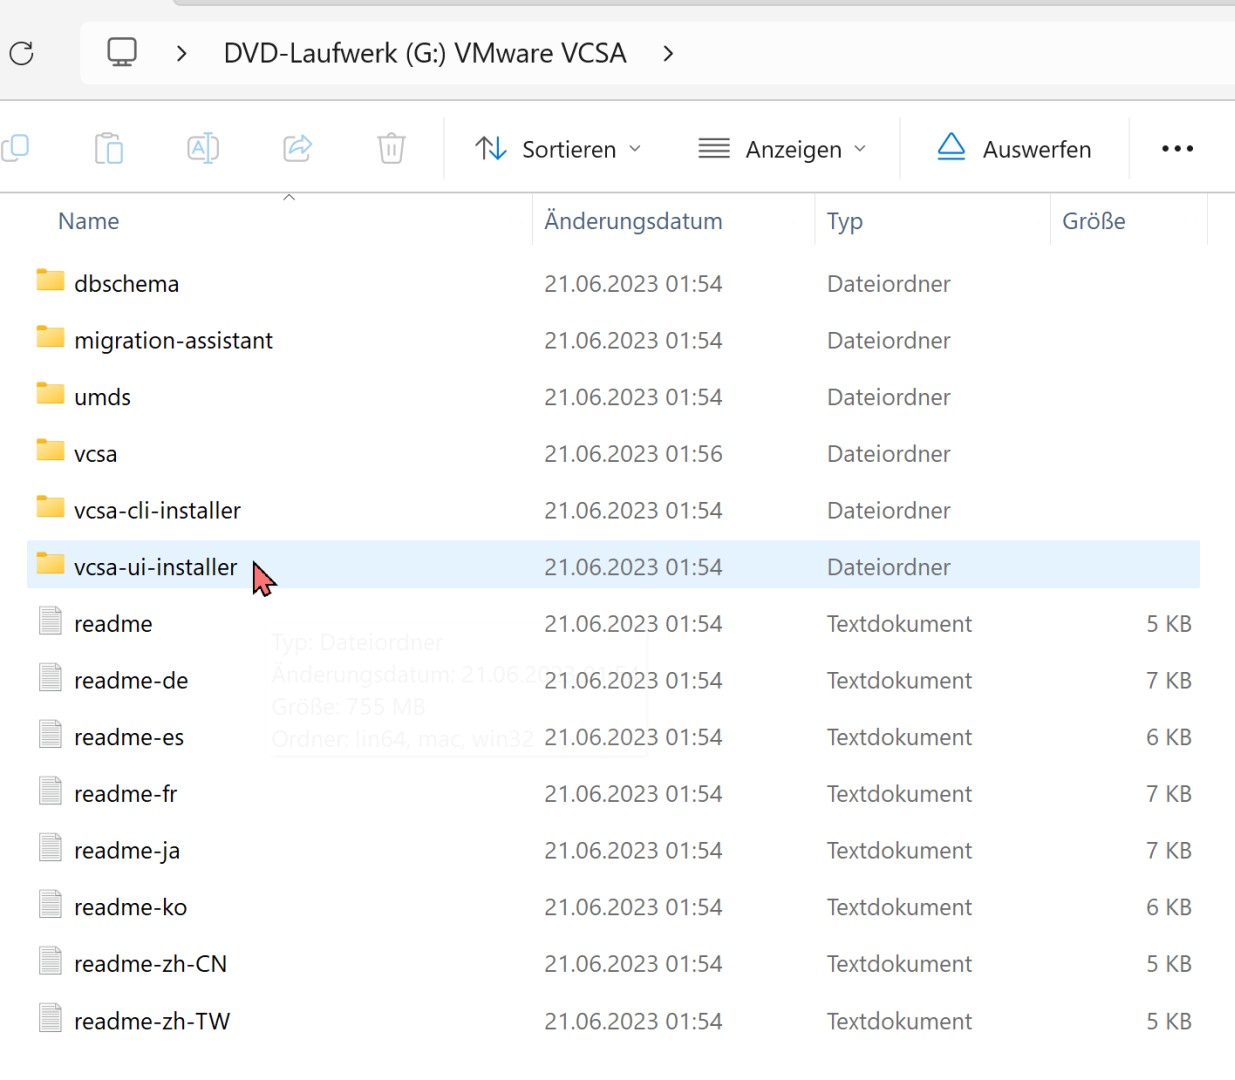 DVD-Laufwerk (G:) VMware VCSA
Sortieren Anzeigen Auswerfen
Name Änderungsdatum Typ Größe
dbschema 21.06.2023 01:54 Dateiordner
migration-assistant 21.06.2023 01:54 Dateiordner
umds 21.06.2023 01:54 Dateiordner
vcsa 21.06.2023 01:56 Dateiordner
vcsa-cli-installer 21.06.2023 01:54 Dateiordner
vcsa-ui-installer 21.06.2023 01:54 Dateiordner
readme 21.06.2023 01:54 Textdokument 5 KB
Typ: Dateiordner
Änderungsdatum: 21.06.2023 01:54
readme-de 21.06.2023 01:54 Textdokument 7 KB
Größe: 755 MB
readme-es 21.06.2023 01:54 Textdokument 6 KB
Ordner: lin64, mac, win32
readme-fr 21.06.2023 01:54 Textdokument 7 KB
readme-ja 21.06.2023 01:54 Textdokument 7 KB
readme-ko 21.06.2023 01:54 Textdokument 6 KB
readme-zh-CN 21.06.2023 01:54 Textdokument 5 KB
readme-zh-TW 21.06.2023 01:54 Textdokument 5 KB